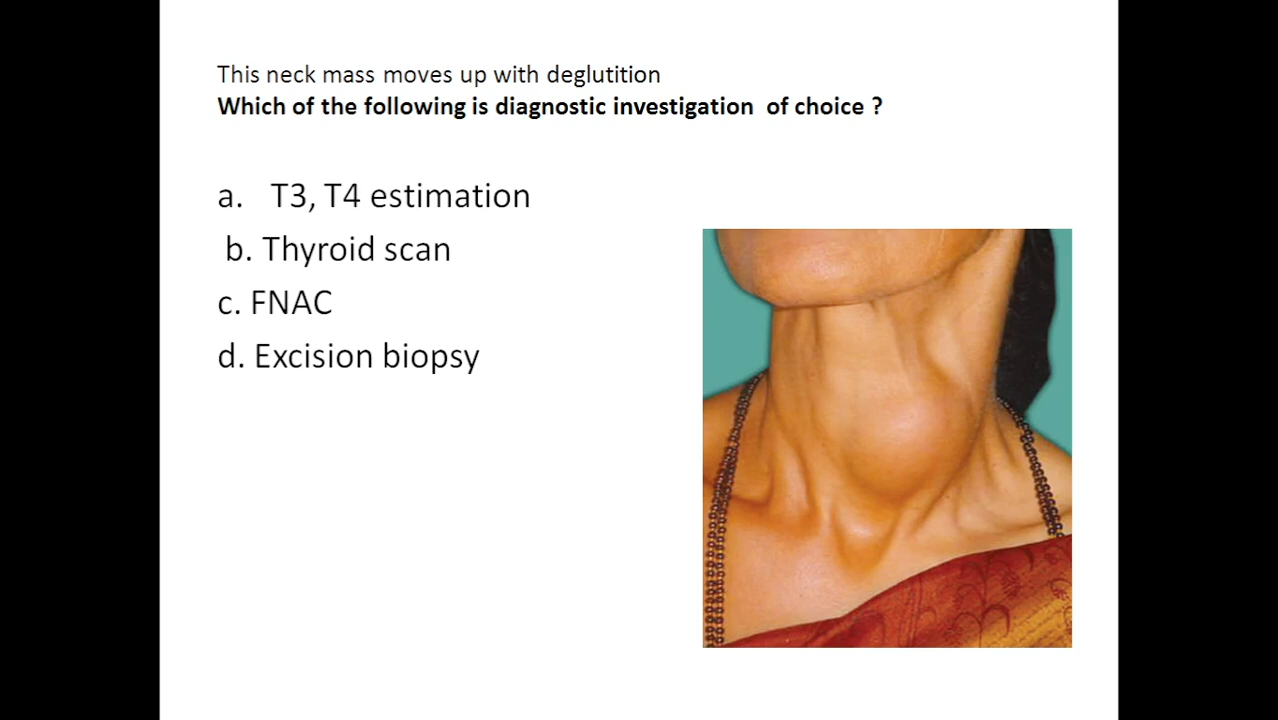 This neck mass moves up with deglutition
Which of the following is diagnostic investigation of choice ?
a. T3, T4 estimation
b. Thyroid scan
c. FNAC
d. Excision biopsy